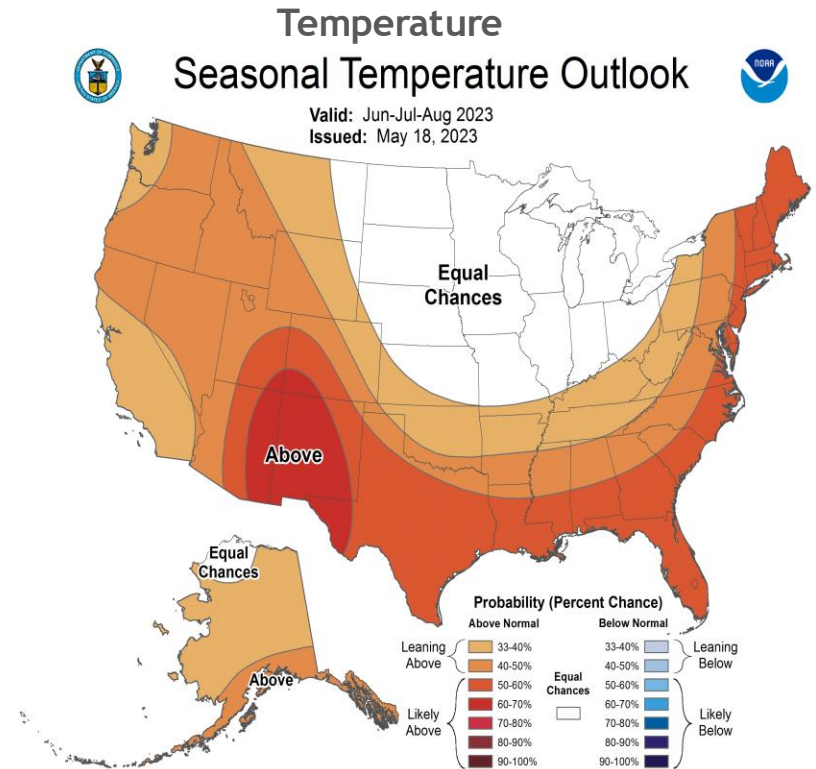 Temperature
Seasonal Temperature Outlook
NOAA
Valid: Jun-Jul-Aug 2023
Issued: May 18, 2023
Equal
Chances
Above
Equal
Chances
Above
Probability (Percent Chance)
Above Normal
Below Normal
Leaning
Above
33-40%
40-50%
Likely
Above
50-60%
60-70%
70-80%
80-90%
90-100%
Equal
Chances
33-40%
40-50%
Leaning
Below
50-60%
60-70%
70-80%
80-90%
90-100%
Likely
Below